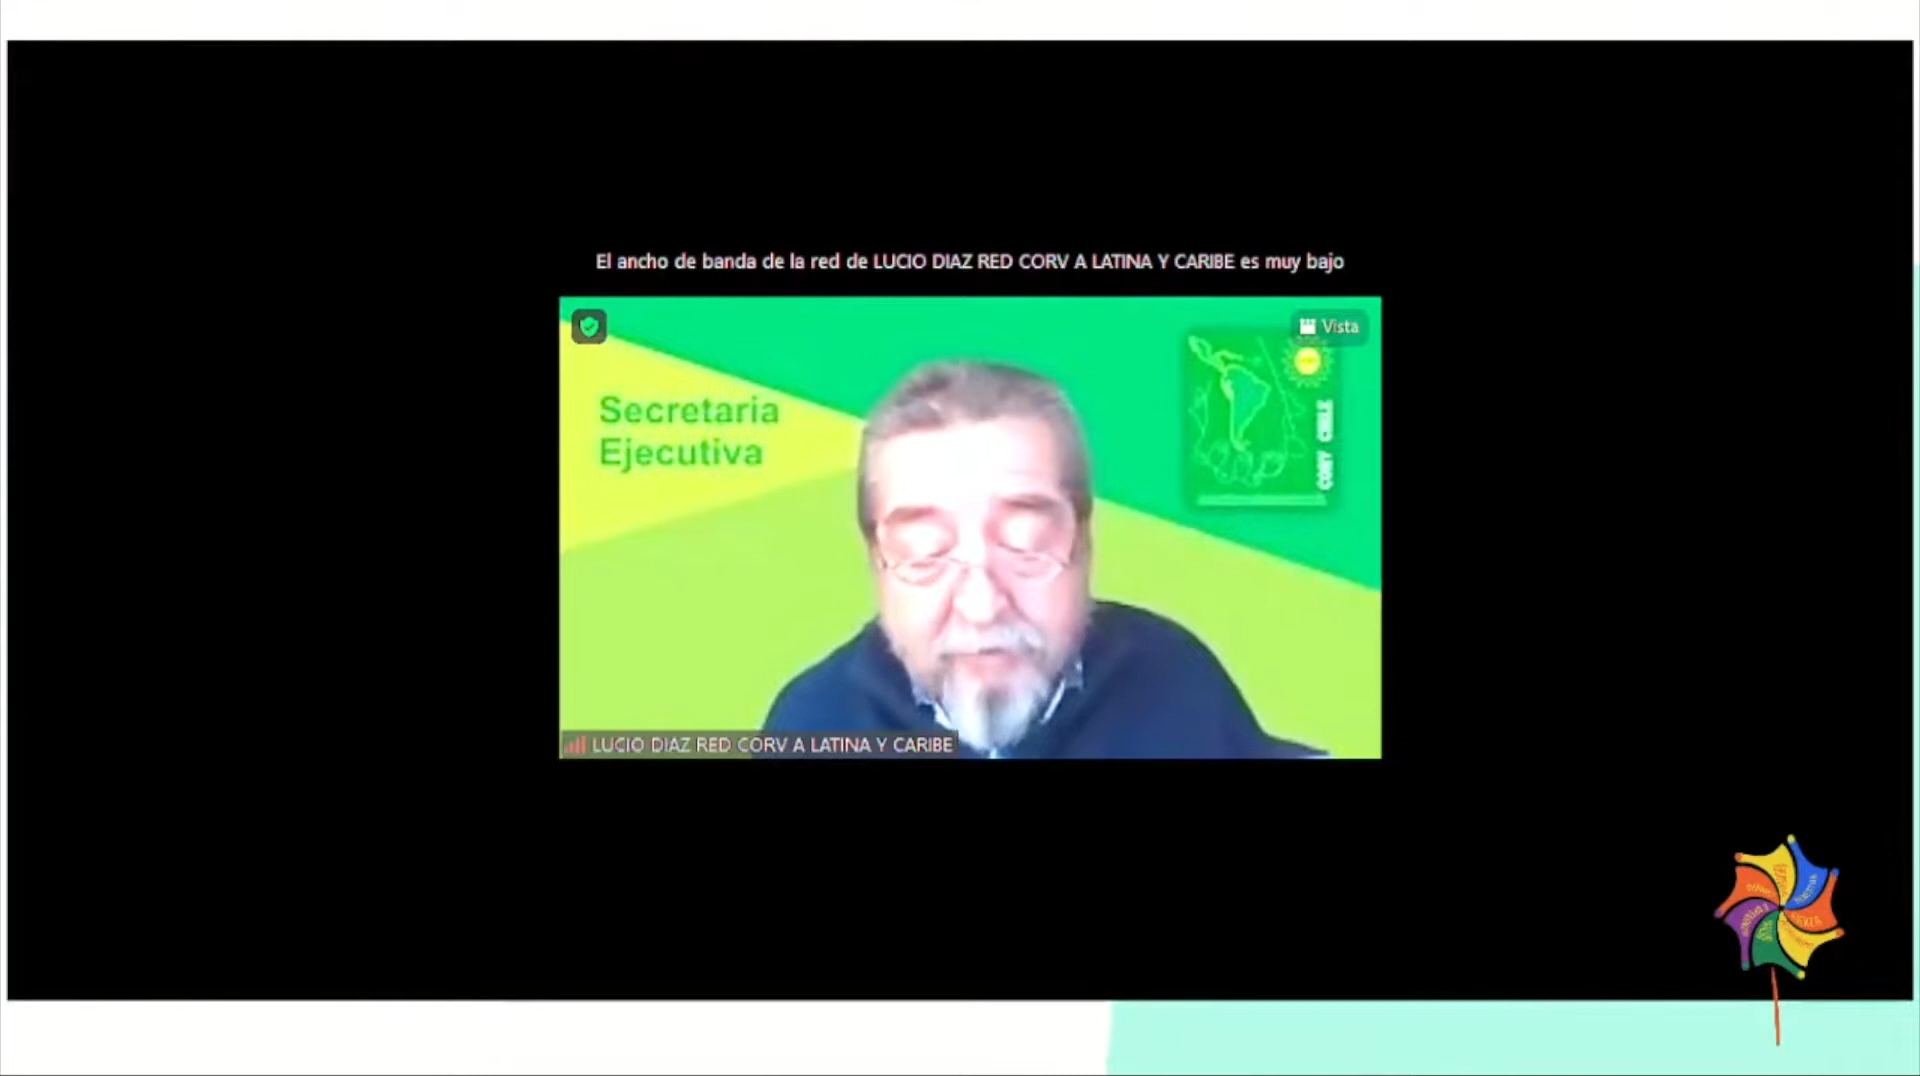 El ancho de banda de la red de LUCIO DIAZ RED CORV A LATINA Y CARIBE es muy bajo
Vista
Secretaria
Ejecutiva
CORV CHILE
LUCIO DIAZ RED CORV A LATINA Y CARIBE